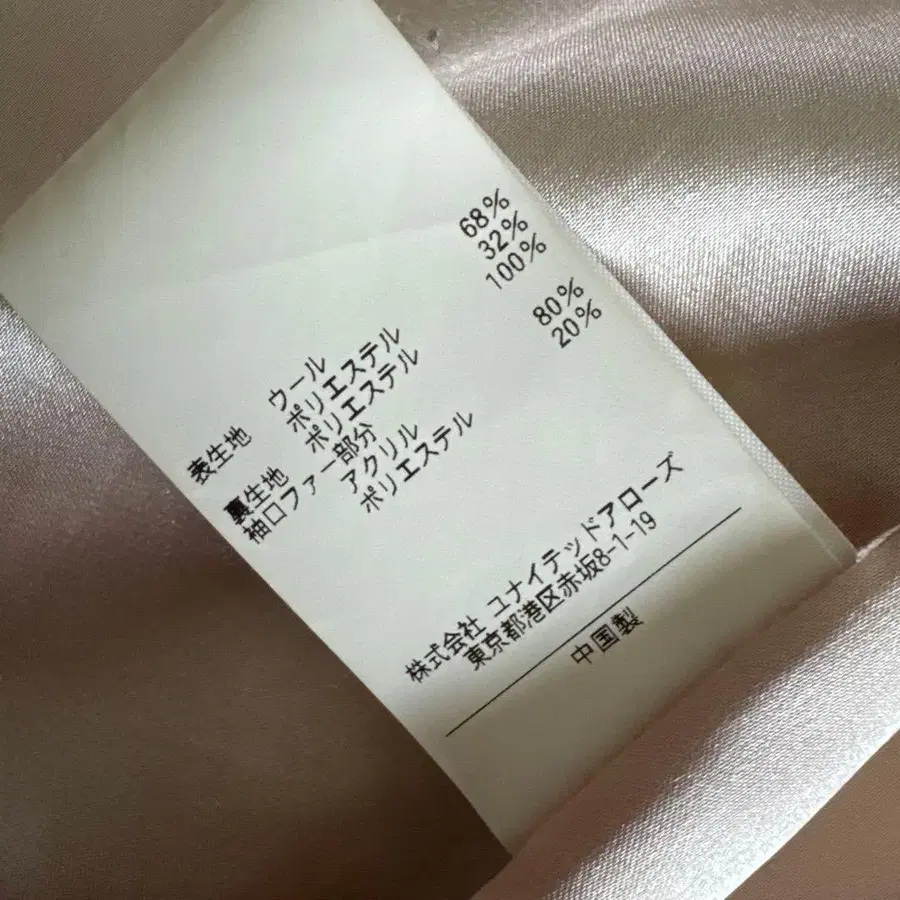 表生地 ウール 68%
ポリエステル 32%
裏生地 ポリエステル 100%
袖口ファー部分
アクリル 80%
ポリエステル 20%
株式会社 ユナイテッドアローズ
東京都港区赤坂8-1-19
中国製